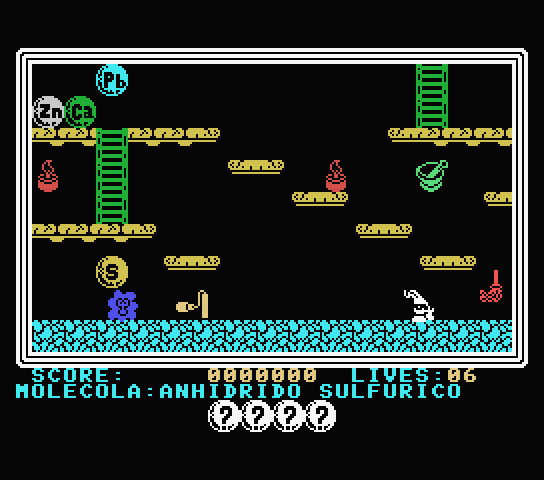 Pb
Zn Ca
S
SCORE: 0000000 LIVES:06
MOLECOLA:ANHIDRIDO SULFURICO
? ? ? ?